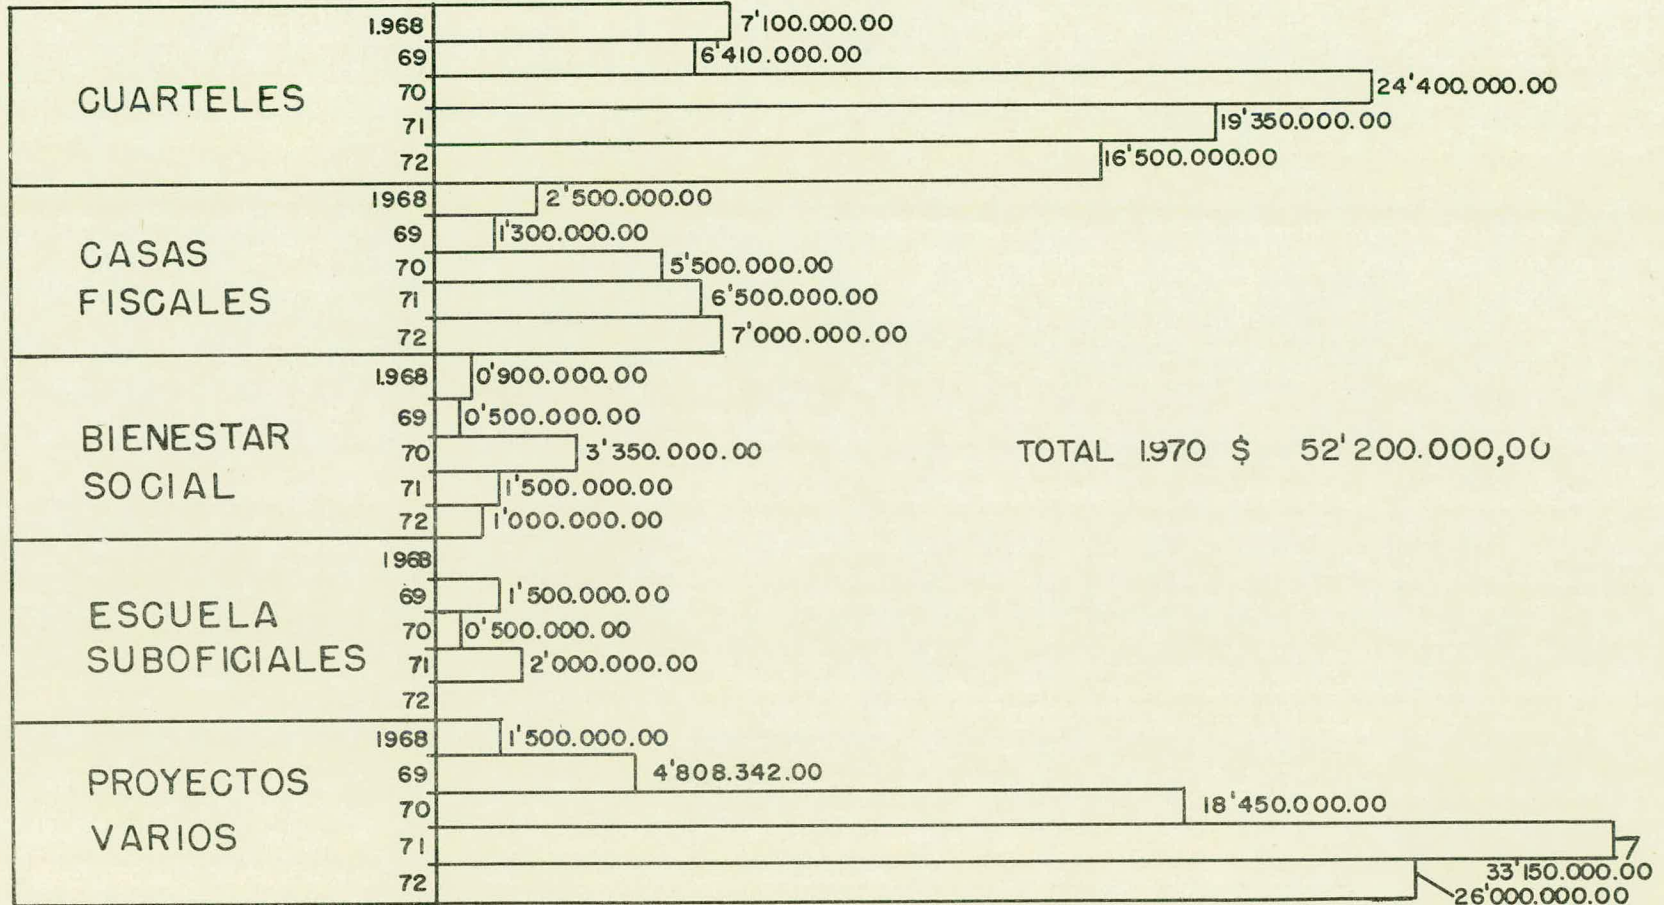 CUARTELES
1.968 7'100.000.00
69 6'410.000.00
70 24'400.000.00
71 19'350.000.00
72 16'500.000.00
CASAS
FISCALES
1968 2'500.000.00
69 1'300.000.00
70 5'500.000.00
71 6'500.000.00
72 7'000.000.00
BIENESTAR
SOCIAL
1.968 0'900.000.00
69 0'500.000.00
70 3'350.000.00
71 1'500.000.00
72 1'000.000.00
TOTAL 1.970 $ 52'200.000,00
ESCUELA
SUBOFICIALES
1968
69 1'500.000.00
70 0'500.000.00
71 2'000.000.00
72
PROYECTOS
VARIOS
1968 1'500.000.00
69 4'808.342.00
70 18'450.000.00
71 33'150.000.00
72 26'000.000.00